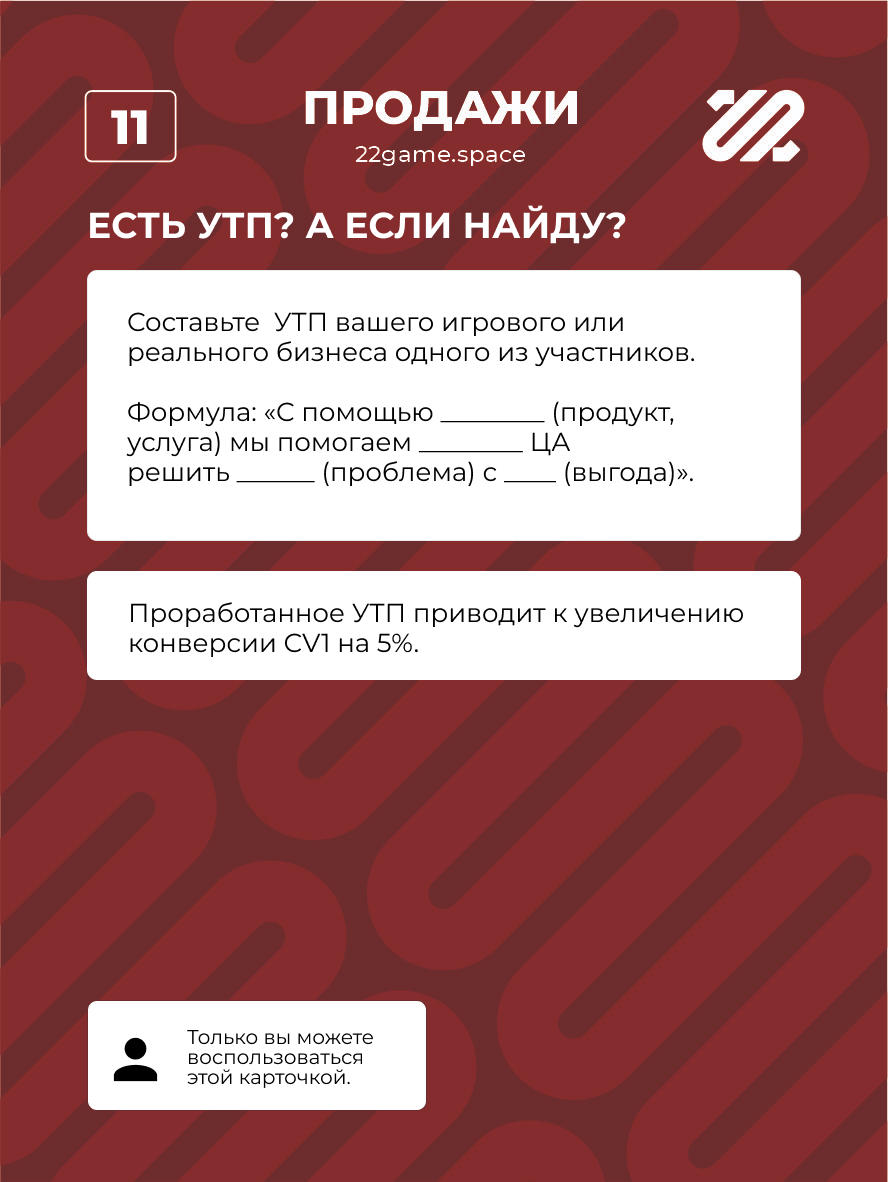 11
ПРОДАЖИ
22game.space
ЕСТЬ УТП? А ЕСЛИ НАЙДУ?
Составьте  УТП вашего игрового или
реального бизнеса одного из участников.
Формула: «С помощью ________ (продукт,
услуга) мы помогаем ________ ЦА
решить ______ (проблема) с ____ (выгода)».
Проработанное УТП приводит к увеличению
конверсии CV1 на 5%.
Только вы можете
воспользоваться
этой карточкой.